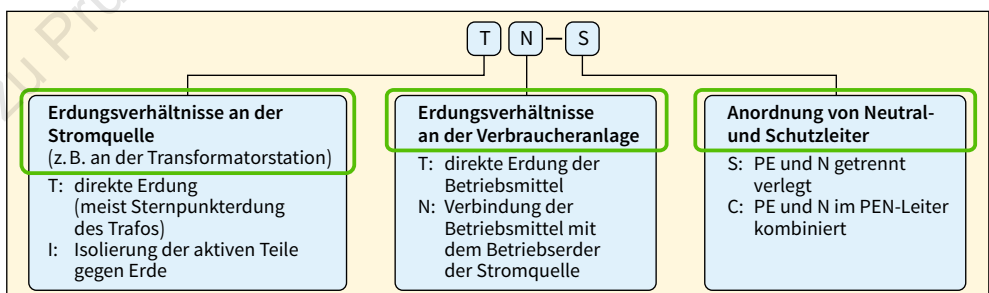 zu Prü
T N – S
Erdungsverhältnisse an der
Stromquelle
(z. B. an der Transformatorstation)
T: direkte Erdung
(meist Sternpunkterdung
des Trafos)
I: Isolierung der aktiven Teile
gegen Erde
Erdungsverhältnisse
an der Verbraucheranlage
T: direkte Erdung der
Betriebsmittel
N: Verbindung der
Betriebsmittel mit
dem Betriebserder
der Stromquelle
Anordnung von Neutral-
und Schutzleiter
S: PE und N getrennt
verlegt
C: PE und N im PEN-Leiter
kombiniert